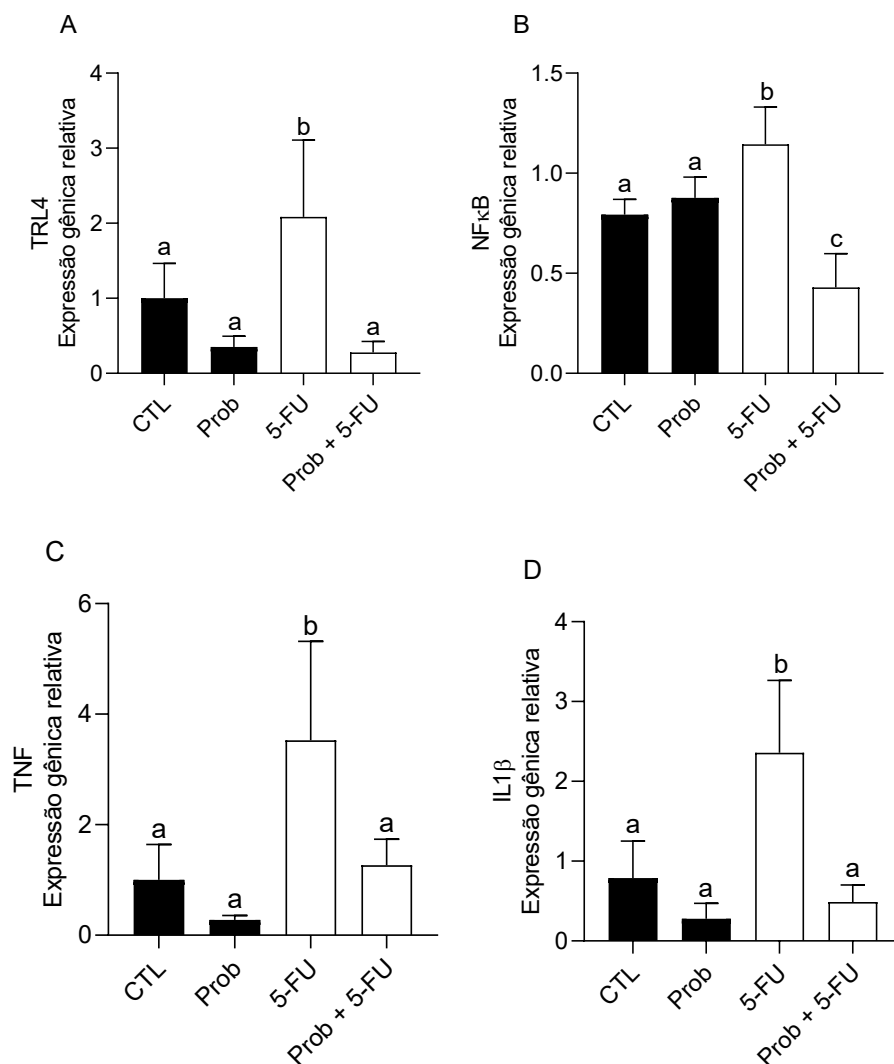 A
TRL4
Expressão gênica relativa
4
3
2
1
0
a
a
b
a
CTL
Prob
5-FU
Prob + 5-FU
B
NFκB
Expressão gênica relativa
1.5
1.0
0.5
0.0
a
a
b
c
CTL
Prob
5-FU
Prob + 5-FU
C
TNF
Expressão gênica relativa
6
4
2
0
a
a
b
a
CTL
Prob
5-FU
Prob + 5-FU
D
IL1β
Expressão gênica relativa
4
3
2
1
0
a
a
b
a
CTL
Prob
5-FU
Prob + 5-FU